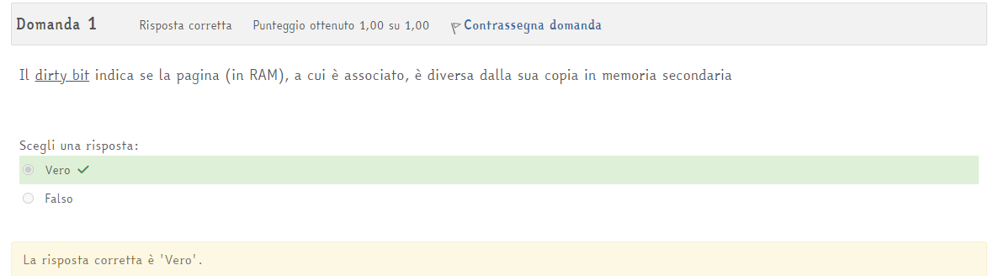 Domanda 1 Risposta corretta Punteggio ottenuto 1,00 su 1,00 Contrassegna domanda
Il dirty bit indica se la pagina (in RAM), a cui è associato, è diversa dalla sua copia in memoria secondaria
Scegli una risposta:
Vero
Falso
La risposta corretta è 'Vero'.